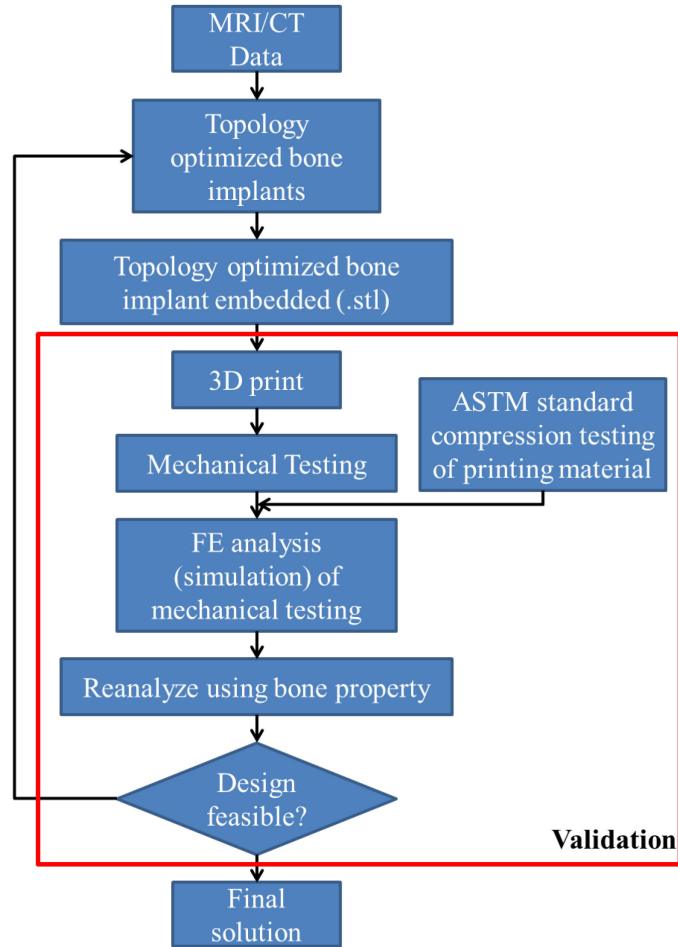 MRI/CT
Data
Topology
optimized bone
implants
Topology optimized bone
implant embedded (.stl)
3D print
ASTM standard
compression testing
of printing material
Mechanical Testing
FE analysis
(simulation) of
mechanical testing
Reanalyze using bone property
Design
feasible?
Validation
Final
solution